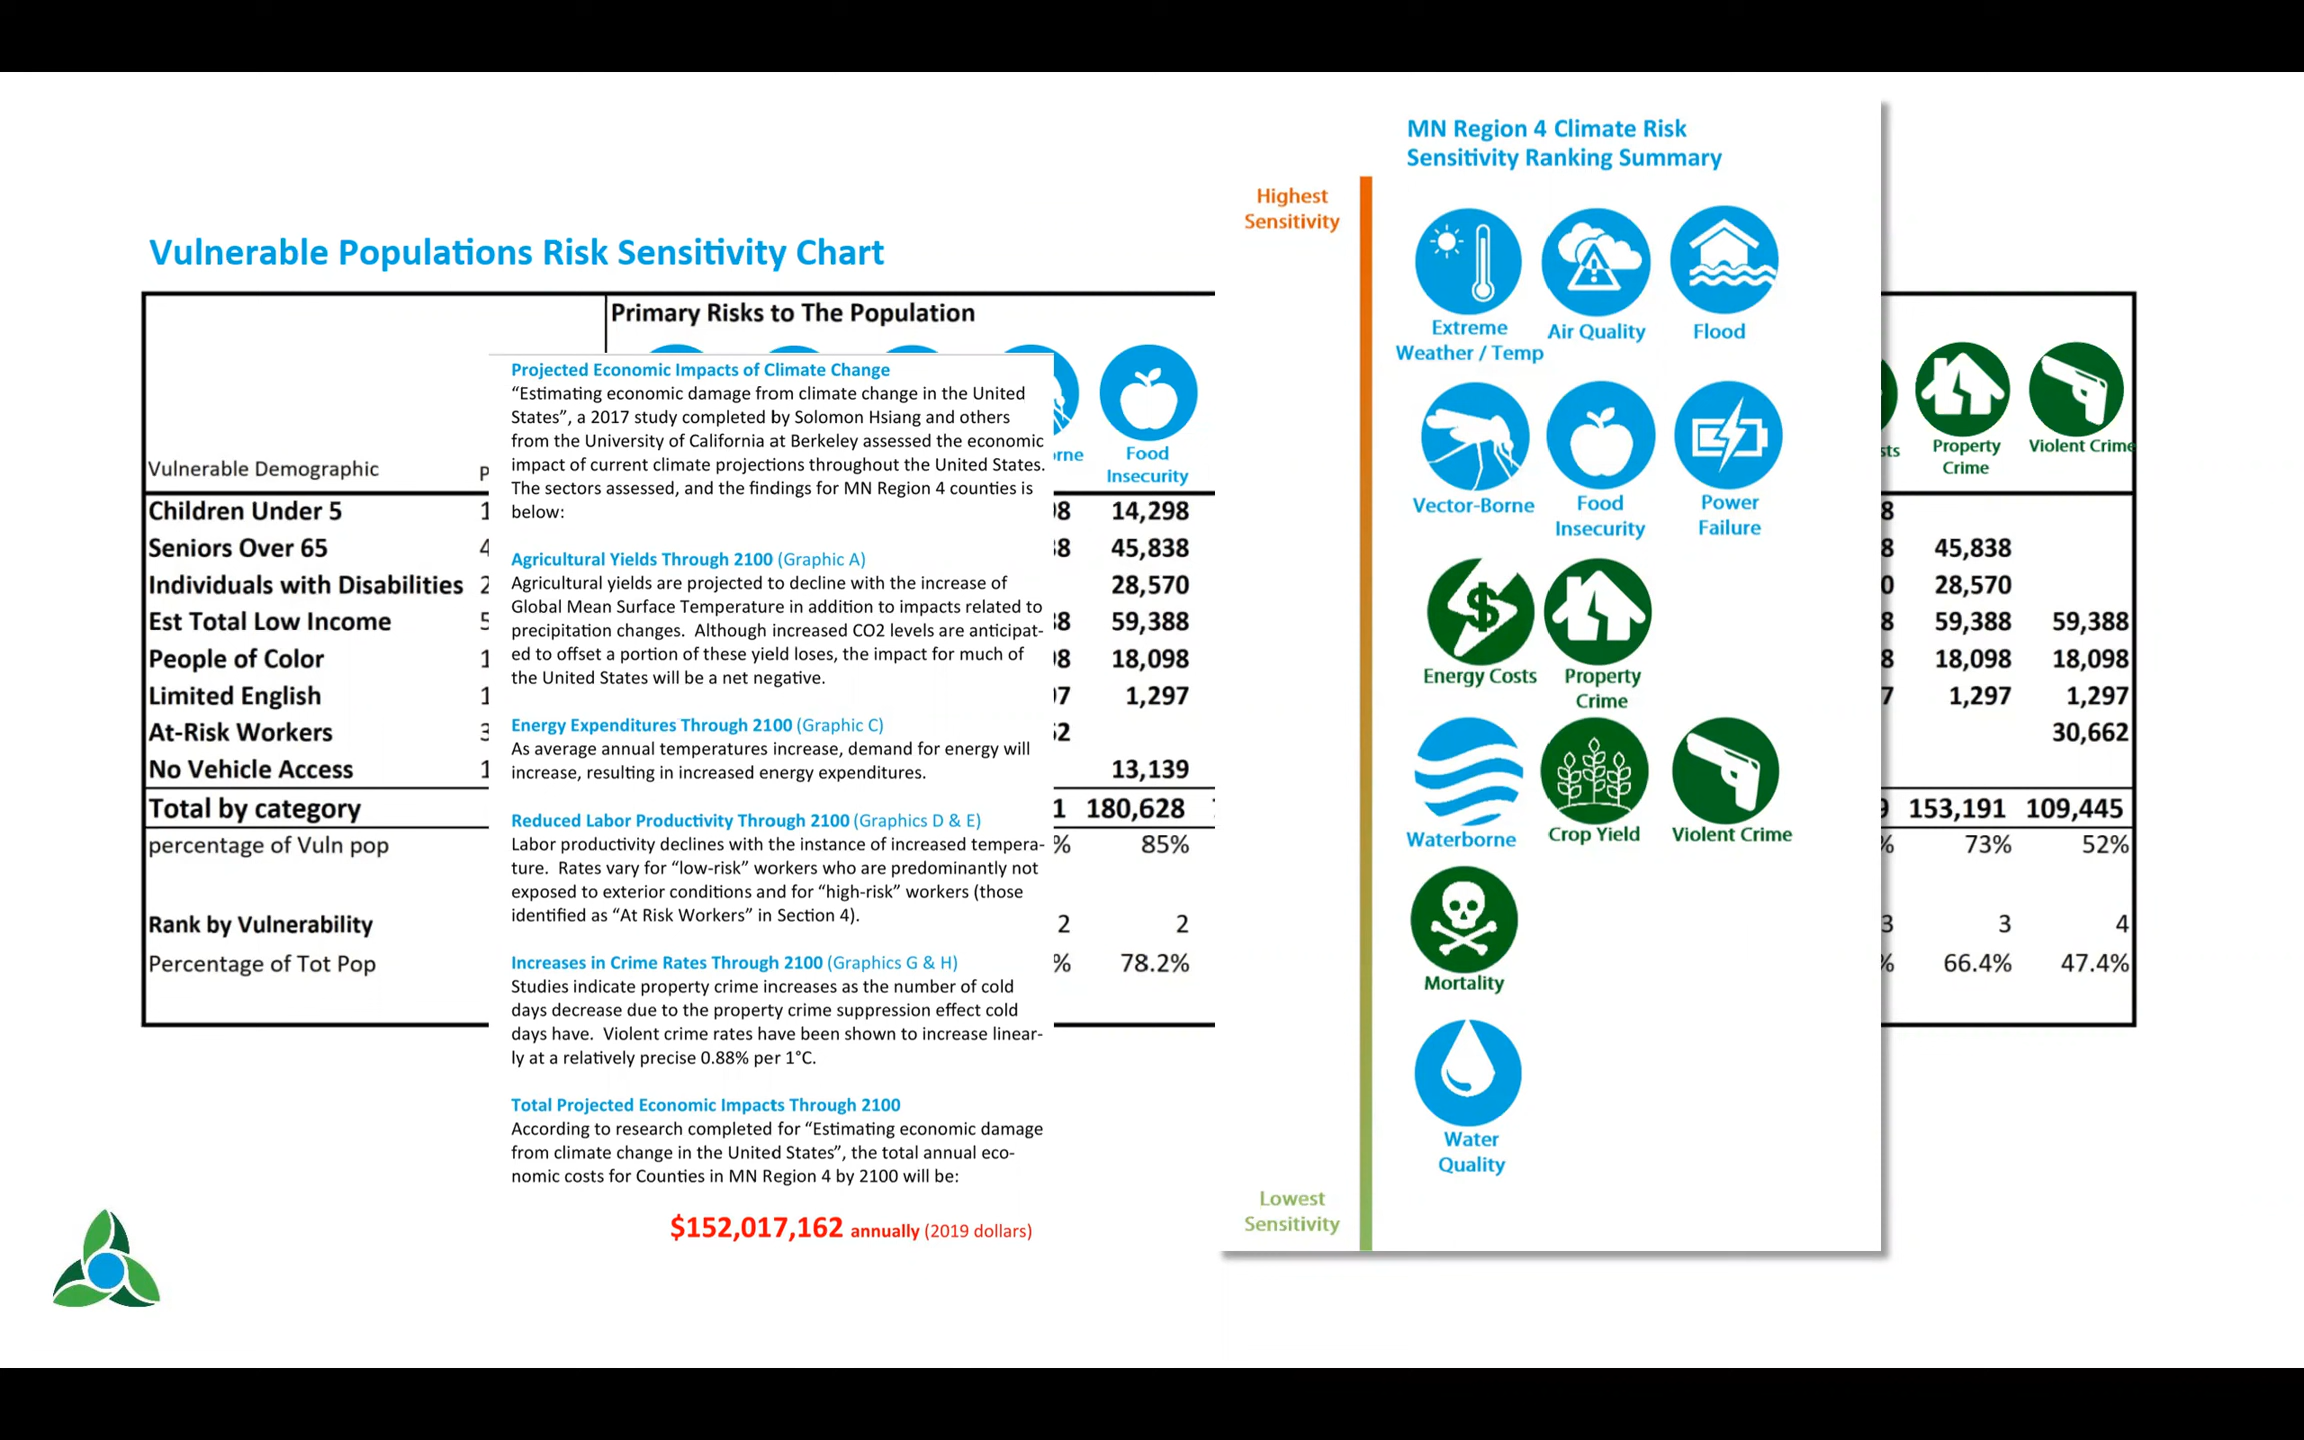 Vulnerable Populations Risk Sensitivity Chart
Primary Risks to The Population
Vulnerable Demographic
Food
Insecurity
Property
Crime
Violent Crime
Children Under 5 14,298
Seniors Over 65 45,838 45,838
Individuals with Disabilities 28,570 28,570
Est Total Low Income 59,388 59,388 59,388
People of Color 18,098 18,098 18,098
Limited English 1,297 1,297 1,297
At-Risk Workers 30,662
No Vehicle Access 13,139
Total by category 180,628 153,191 109,445
percentage of Vuln pop 85% 73% 52%
Rank by Vulnerability 2 2 3 3 4
Percentage of Tot Pop 78.2% 66.4% 47.4%
Projected Economic Impacts of Climate Change
“Estimating economic damage from climate change in the United
States”, a 2017 study completed by Solomon Hsiang and others
from the University of California at Berkeley assessed the economic
impact of current climate projections throughout the United States.
The sectors assessed, and the findings for MN Region 4 counties is
below:
Agricultural Yields Through 2100 (Graphic A)
Agricultural yields are projected to decline with the increase of
Global Mean Surface Temperature in addition to impacts related to
precipitation changes. Although increased CO2 levels are anticipat-
ed to offset a portion of these yield loses, the impact for much of
the United States will be a net negative.
Energy Expenditures Through 2100 (Graphic C)
As average annual temperatures increase, demand for energy will
increase, resulting in increased energy expenditures.
Reduced Labor Productivity Through 2100 (Graphics D & E)
Labor productivity declines with the instance of increased tempera-
ture. Rates vary for “low-risk” workers who are predominantly not
exposed to exterior conditions and for “high-risk” workers (those
identified as “At Risk Workers” in Section 4).
Increases in Crime Rates Through 2100 (Graphics G & H)
Studies indicate property crime increases as the number of cold
days decrease due to the property crime suppression effect cold
days have. Violent crime rates have been shown to increase linear-
ly at a relatively precise 0.88% per 1°C.
Total Projected Economic Impacts Through 2100
According to research completed for “Estimating economic damage
from climate change in the United States”, the total annual eco-
nomic costs for Counties in MN Region 4 by 2100 will be:
$152,017,162 annually (2019 dollars)
MN Region 4 Climate Risk
Sensitivity Ranking Summary
Highest
Sensitivity
Extreme
Weather / Temp
Air Quality
Flood
Vector-Borne
Food
Insecurity
Power
Failure
Energy Costs
Property
Crime
Waterborne
Crop Yield
Violent Crime
Mortality
Water
Quality
Lowest
Sensitivity